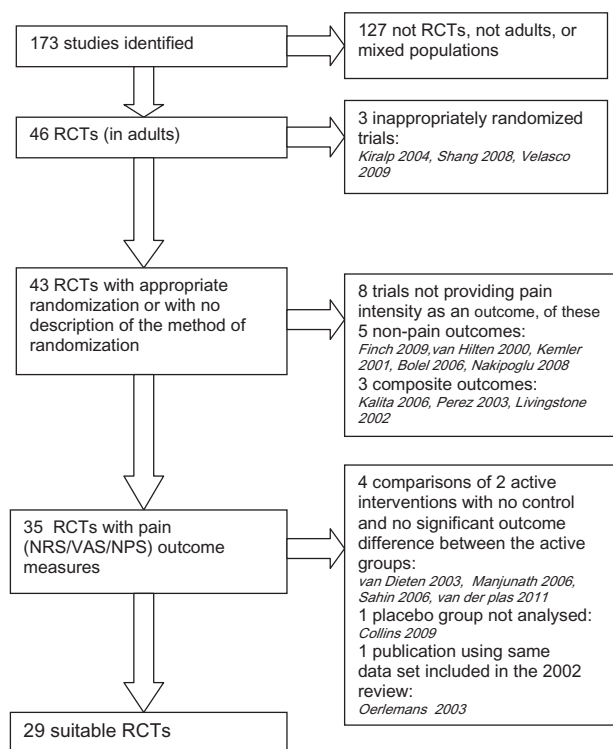 173 studies identified
127 not RCTs, not adults, or
mixed populations
46 RCTs (in adults)
3 inappropriately randomized
trials:
Kiralp 2004, Shang 2008, Velasco
2009
43 RCTs with appropriate
randomization or with no
description of the method of
randomization
8 trials not providing pain
intensity as an outcome, of these
5 non-pain outcomes:
Finch 2009,van Hilten 2000, Kemler
2001, Bolel 2006, Nakipoglu 2008
3 composite outcomes:
Kalita 2006, Perez 2003, Livingstone
2002
35 RCTs with pain
(NRS/VAS/NPS) outcome
measures
4 comparisons of 2 active
interventions with no control
and no significant outcome
difference between the active
groups:
van Dieten 2003, Manjunath 2006,
Sahin 2006, van der plas 2011
1 placebo group not analysed:
Collins 2009
1 publication using same
data set included in the 2002
review:
Oerlemans 2003
29 suitable RCTs